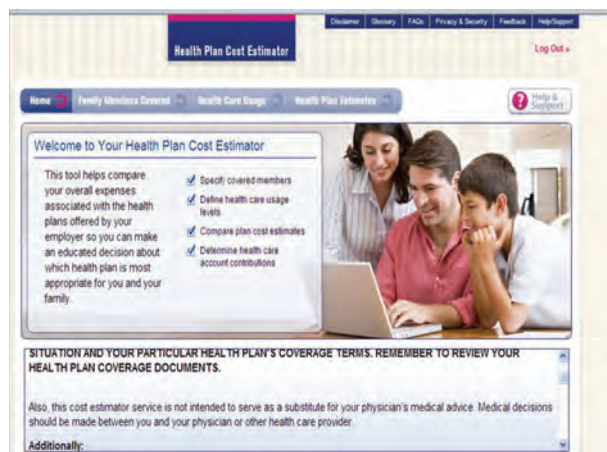 Disclaimer Glossary FAQs Privacy & Security Feedback Help/Support
Health Plan Cost Estimator
Log Out »
Home Family Members Covered Health Care Usage Health Plan Estimates
? Help &
Support
Welcome to Your Health Plan Cost Estimator
This tool helps compare
your overall expenses
associated with the health
plans offered by your
employer so you can make
an educated decision about
which health plan is most
appropriate for you and your
family.
Specify covered members
Define health care usage
levels
Compare plan cost estimates
Determine health care
account contributions
SITUATION AND YOUR PARTICULAR HEALTH PLAN'S COVERAGE TERMS. REMEMBER TO REVIEW YOUR
HEALTH PLAN COVERAGE DOCUMENTS.
Also, this cost estimator service is not intended to serve as a substitute for your physician's medical advice. Medical decisions
should be made between you and your physician or other health care provider.
Additionally: